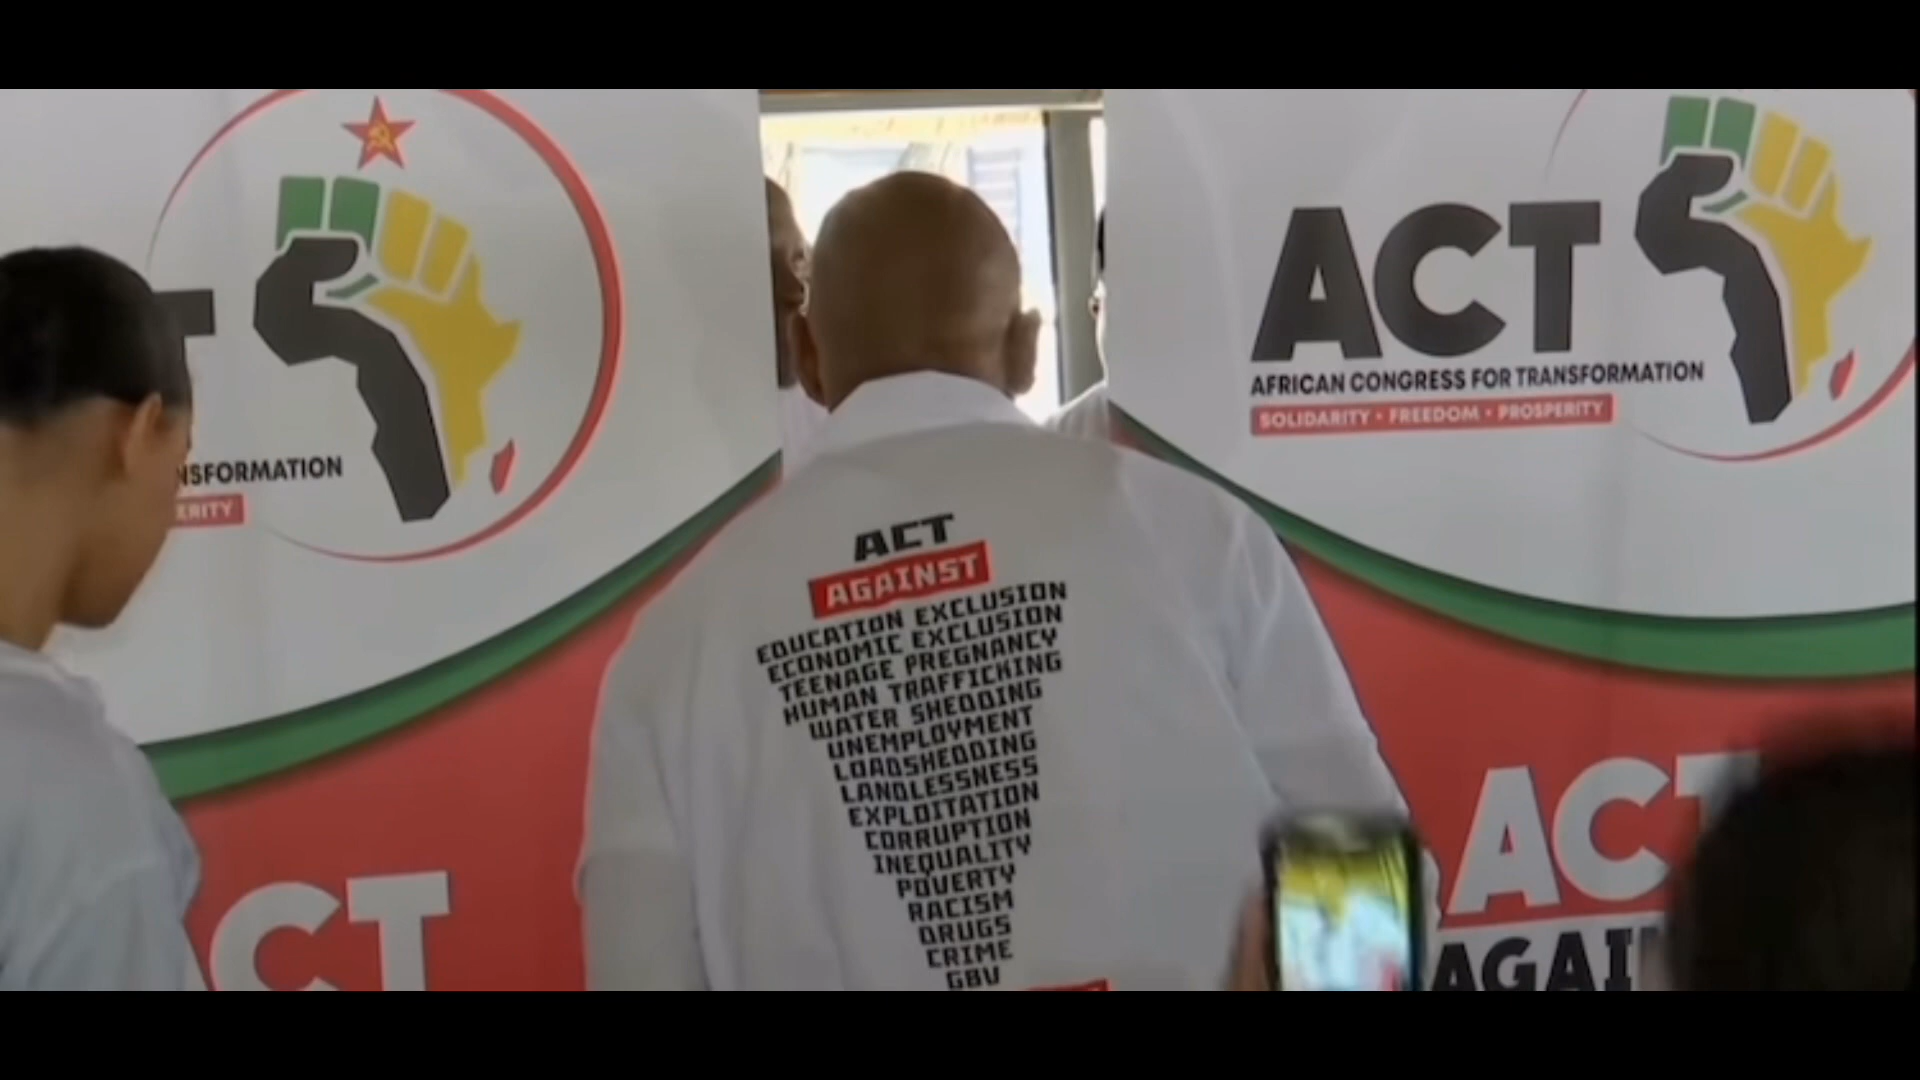 T
NSFORMATION
ERITY
CT
ACT
AGAINST
EDUCATION EXCLUSION
ECONOMIC EXCLUSION
TEENAGE PREGNANCY
HUMAN TRAFFICKING
WATER SHEDDING
UNEMPLOYMENT
LOADSHEDDING
LANDLESSNESS
EXPLOITATION
CORRUPTION
INEQUALITY
POVERTY
RACISM
DRUGS
CRIME
GBV
ACT
AFRICAN CONGRESS FOR TRANSFORMATION
SOLIDARITY • FREEDOM • PROSPERITY
ACT
AGAI